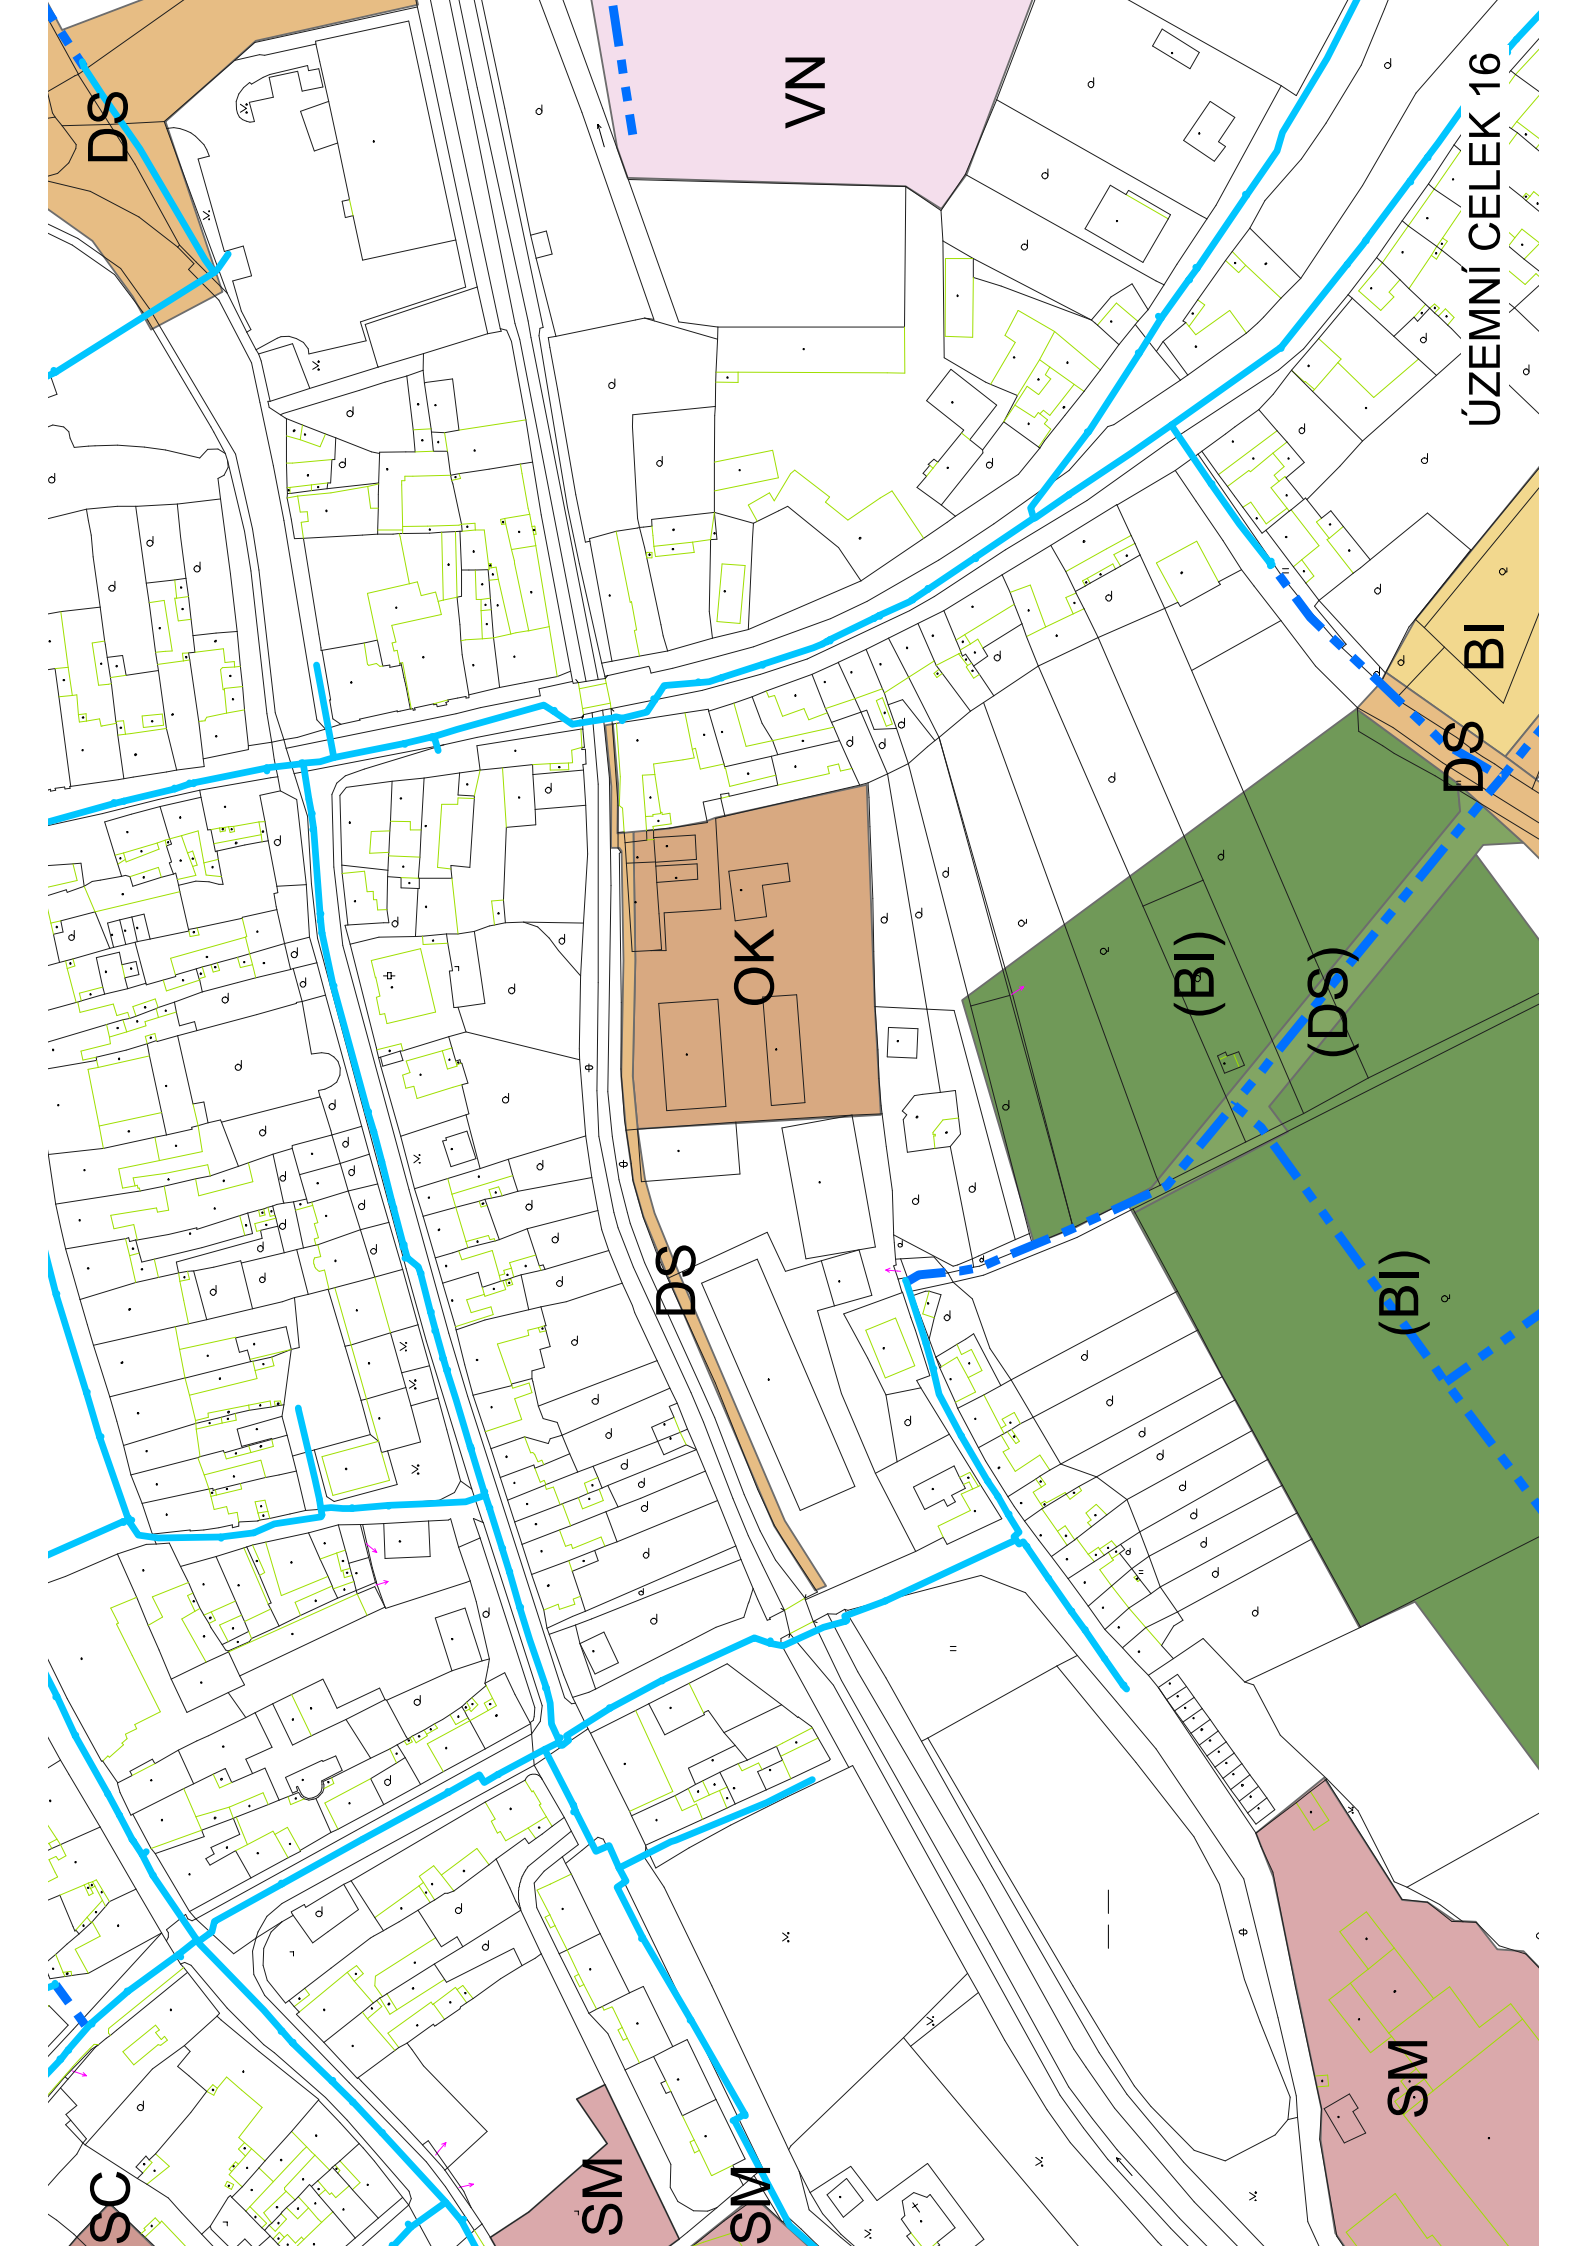 DS
VN
ÚZEMNÍ CELEK 16
BI
DS
OK
(BI)
(DS)
DS
(BI)
SM
SC
SM
SM